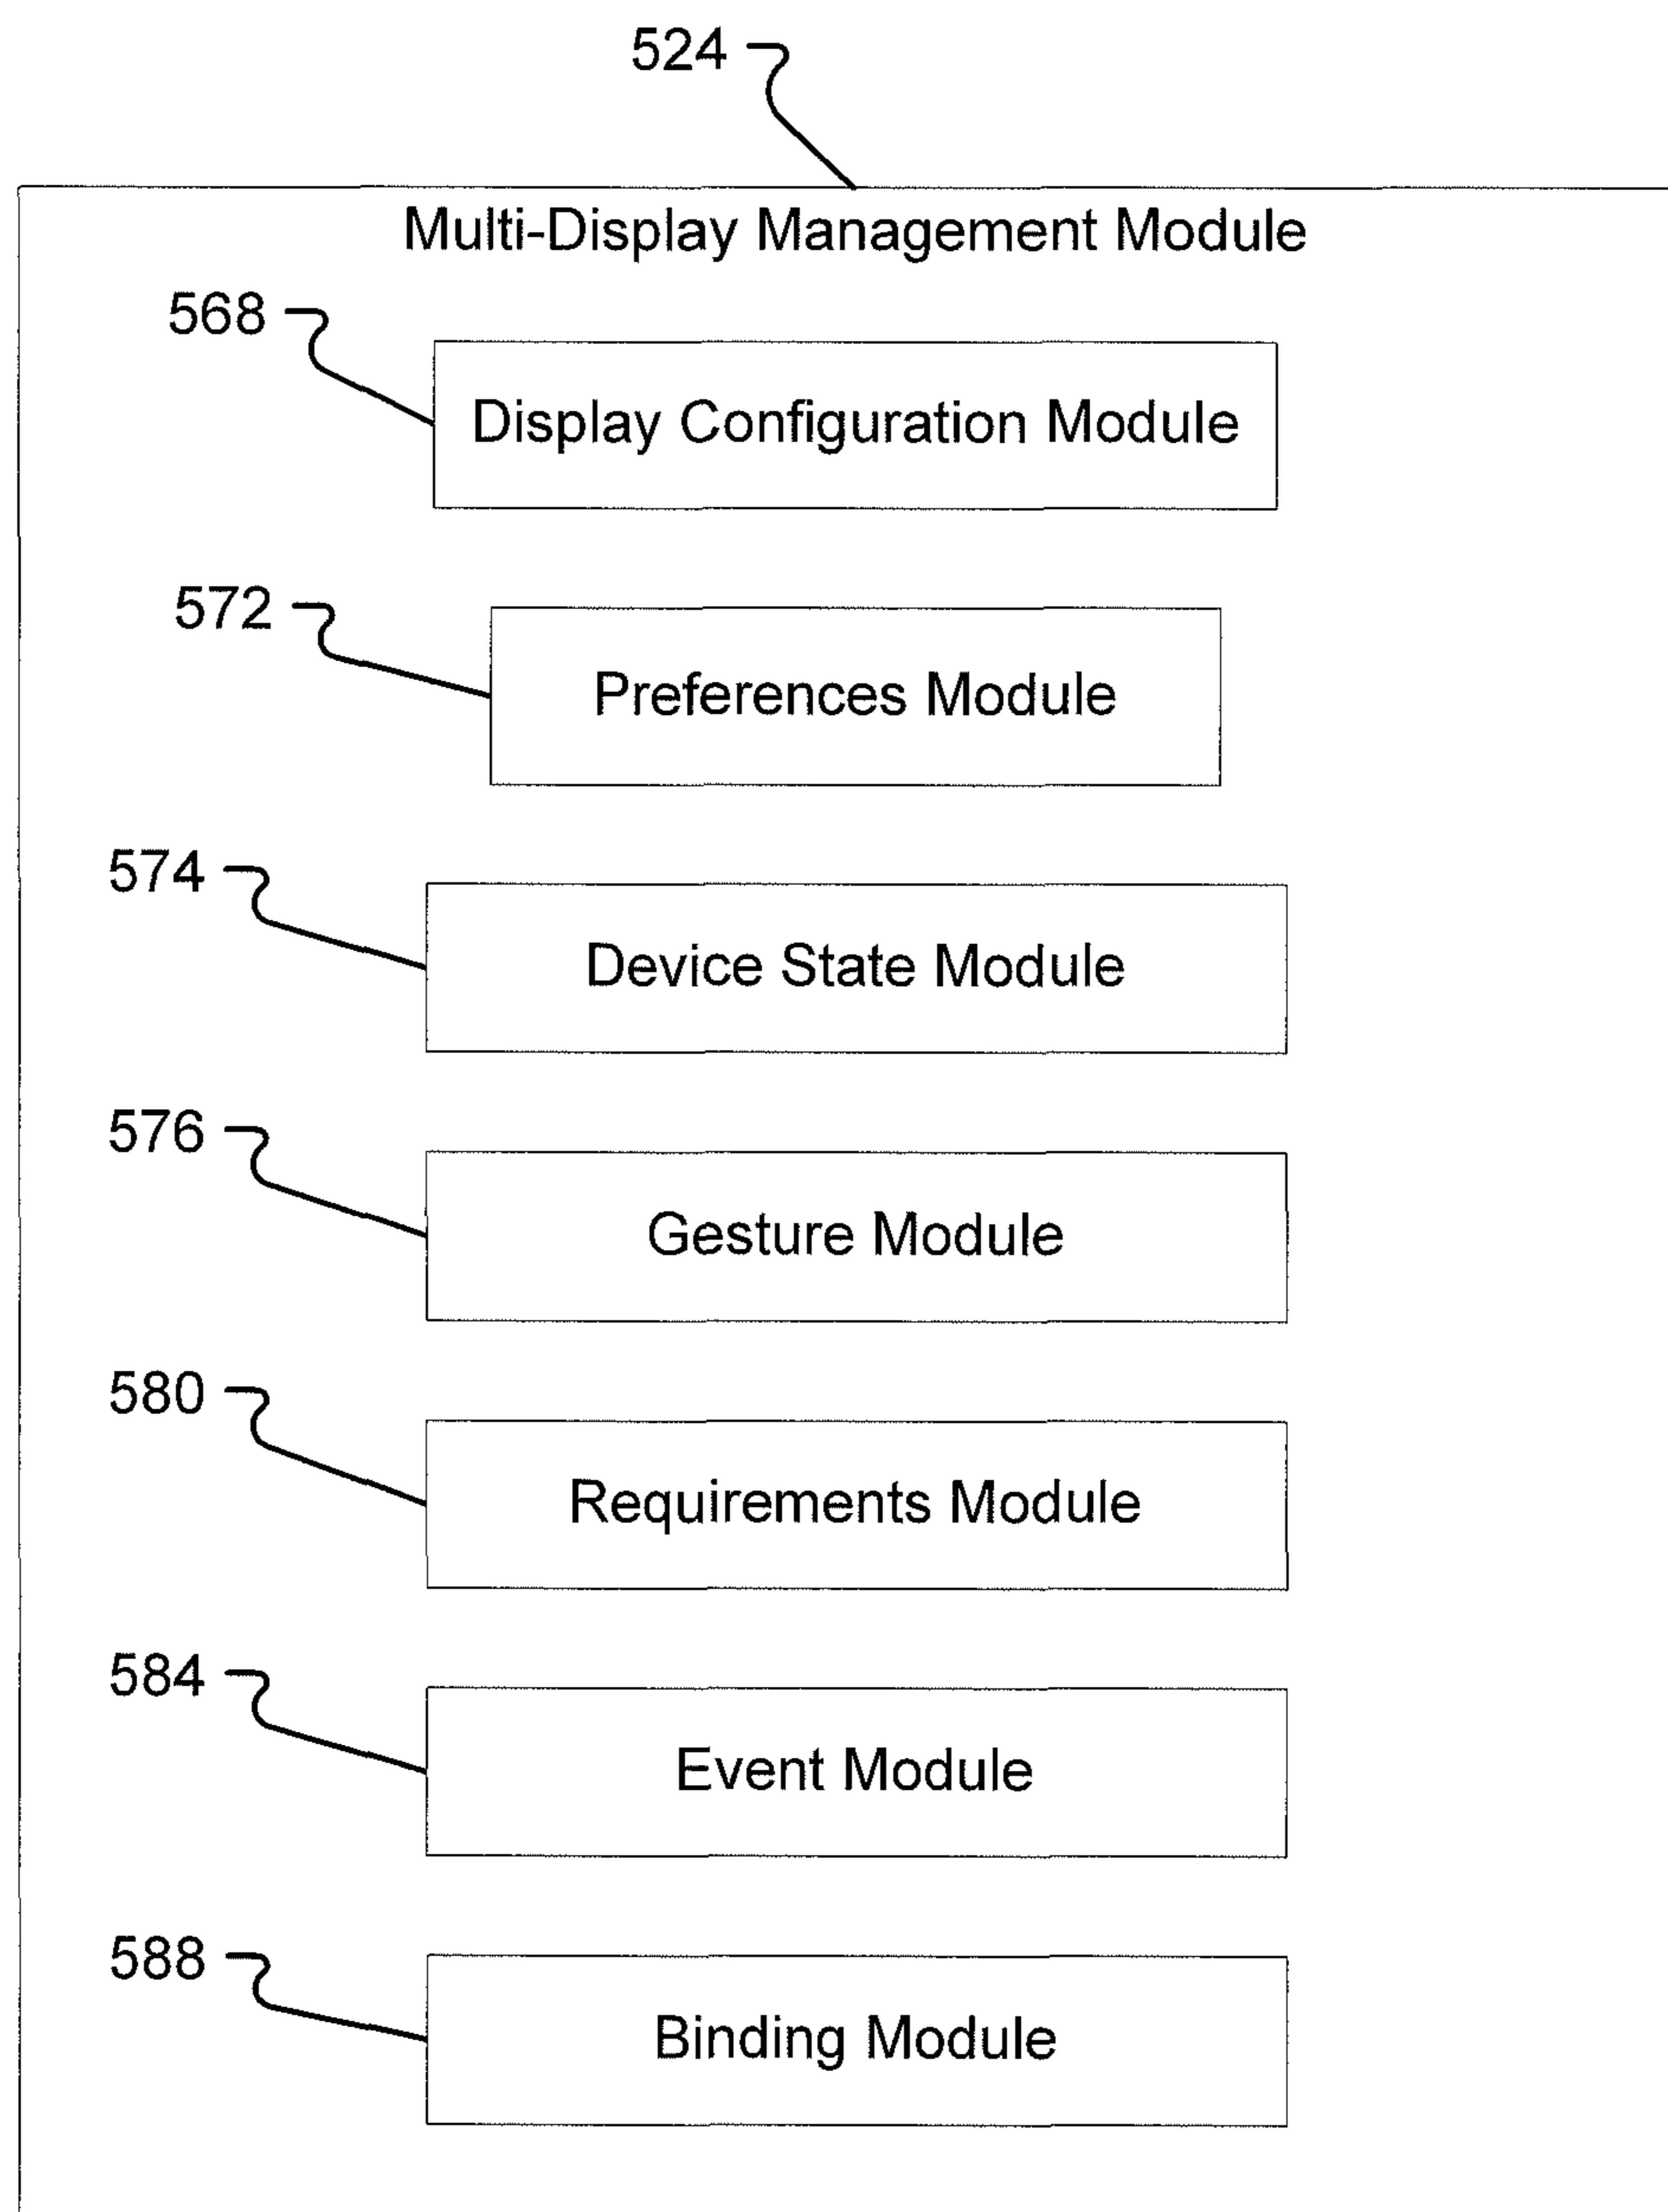 524
Multi-Display Management Module
568
Display Configuration Module
572
Preferences Module
574
Device State Module
576
Gesture Module
580
Requirements Module
584
Event Module
588
Binding Module